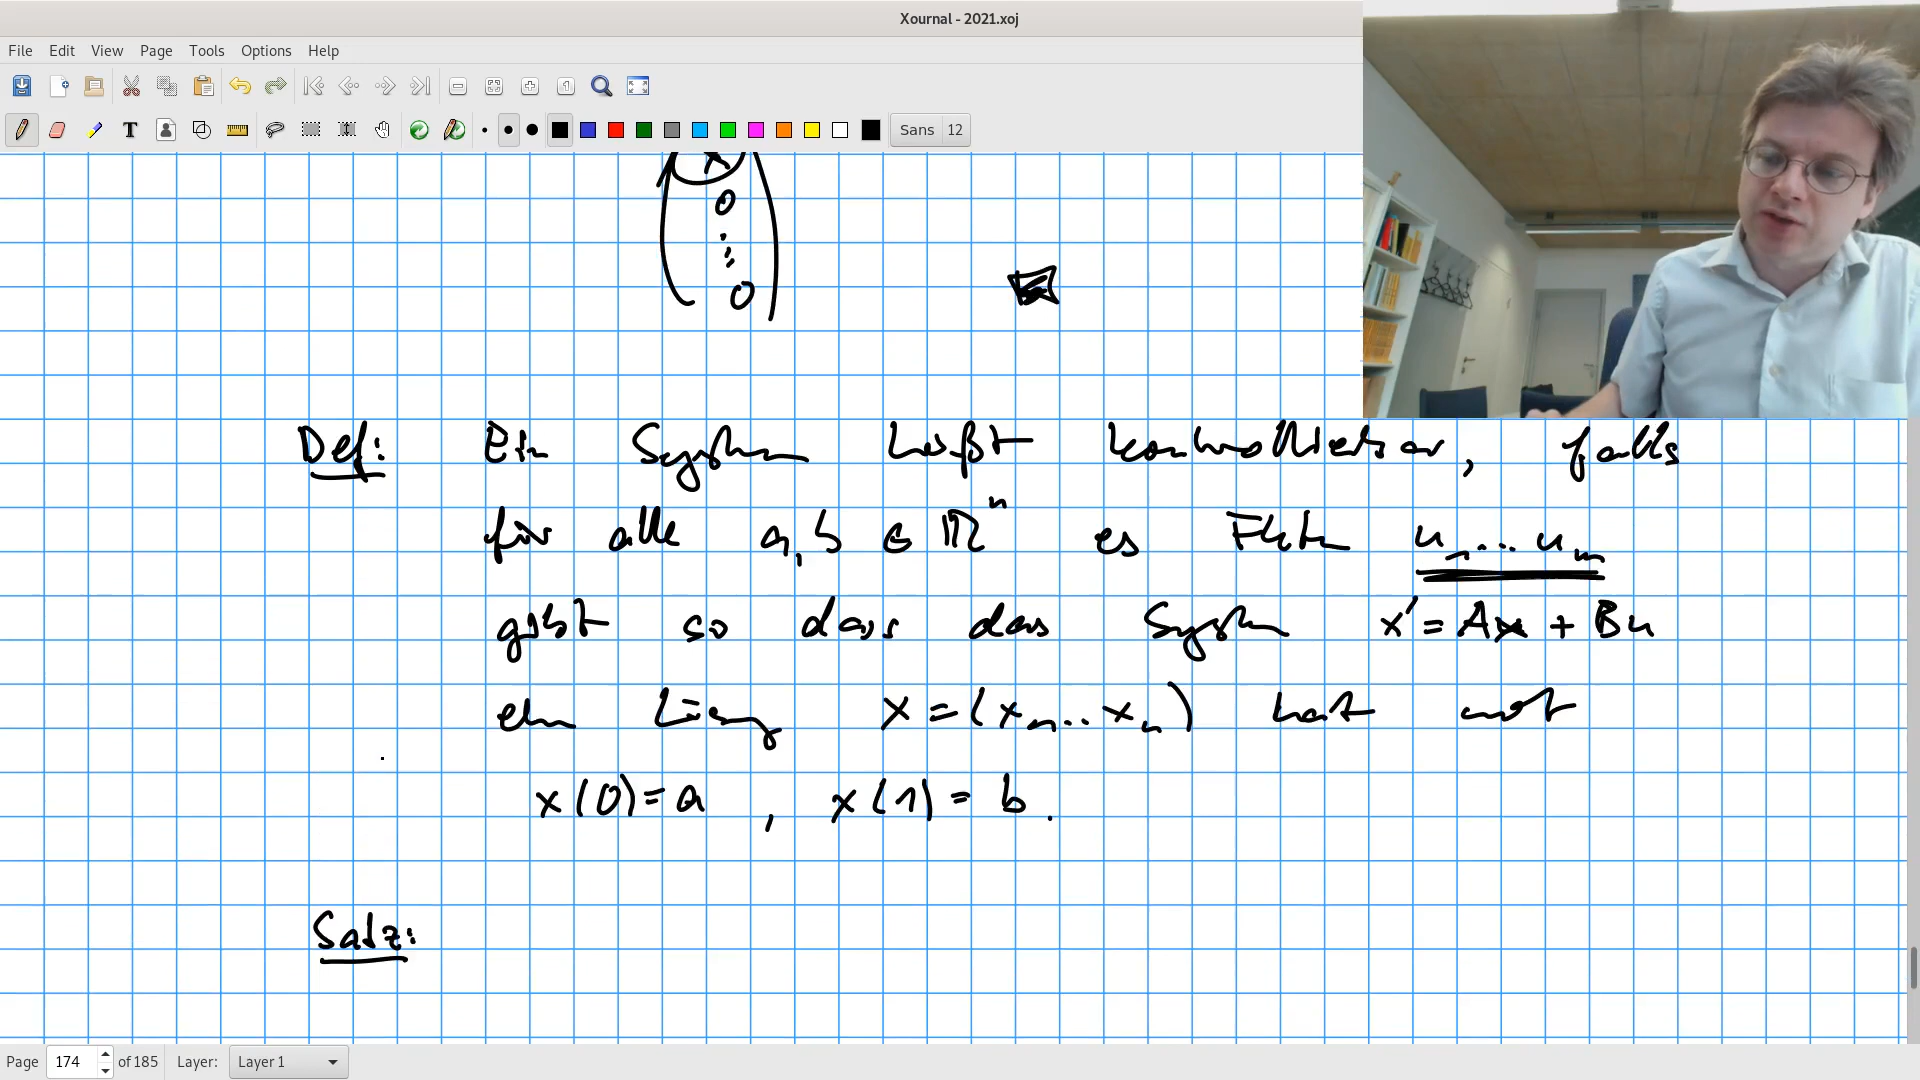 Xournal - 2021.xoj
File Edit View Page Tools Options Help
Sans 12
x
0
⋮
0
Def: Ein System heißt kontrollierbar, falls
für alle a,b ∈ ℝⁿ es Fktn u₁...uₘ
gibt so dass das System x' = Ax + Bu
eine Lösung x = (x₁..xₙ) hat mit
x(0) = a , x(1) = b.
Satz:
Page 174 of 185 Layer: Layer 1